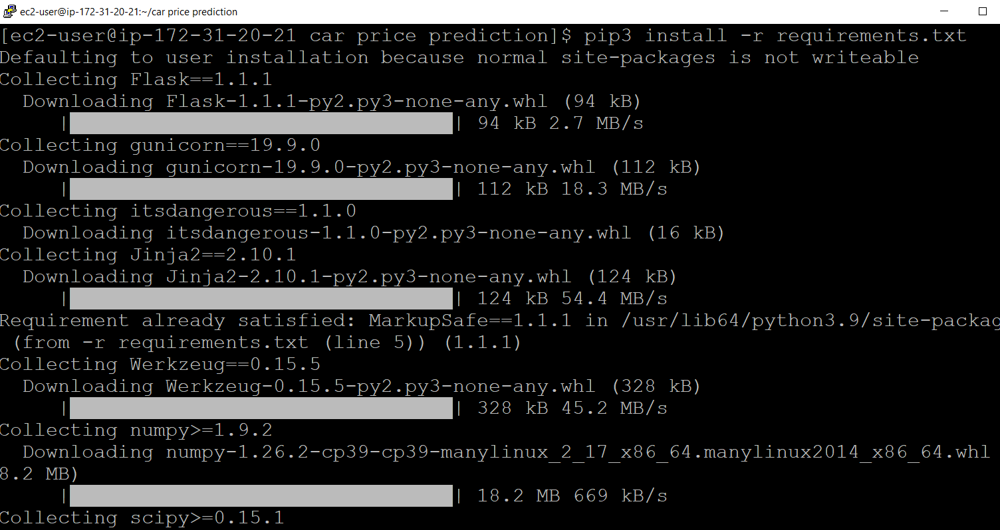 ec2-user@ip-172-31-20-21:~/car price prediction
[ec2-user@ip-172-31-20-21 car price prediction]$ pip3 install -r requirements.txt
Defaulting to user installation because normal site-packages is not writeable
Collecting Flask==1.1.1
  Downloading Flask-1.1.1-py2.py3-none-any.whl (94 kB)
     |████████████████████████████████| 94 kB 2.7 MB/s
Collecting gunicorn==19.9.0
  Downloading gunicorn-19.9.0-py2.py3-none-any.whl (112 kB)
     |████████████████████████████████| 112 kB 18.3 MB/s
Collecting itsdangerous==1.1.0
  Downloading itsdangerous-1.1.0-py2.py3-none-any.whl (16 kB)
Collecting Jinja2==2.10.1
  Downloading Jinja2-2.10.1-py2.py3-none-any.whl (124 kB)
     |████████████████████████████████| 124 kB 54.4 MB/s
Requirement already satisfied: MarkupSafe==1.1.1 in /usr/lib64/python3.9/site-packag
 (from -r requirements.txt (line 5)) (1.1.1)
Collecting Werkzeug==0.15.5
  Downloading Werkzeug-0.15.5-py2.py3-none-any.whl (328 kB)
     |████████████████████████████████| 328 kB 45.2 MB/s
Collecting numpy>=1.9.2
  Downloading numpy-1.26.2-cp39-cp39-manylinux_2_17_x86_64.manylinux2014_x86_64.whl
8.2 MB)
     |████████████████████████████████| 18.2 MB 669 kB/s
Collecting scipy>=0.15.1